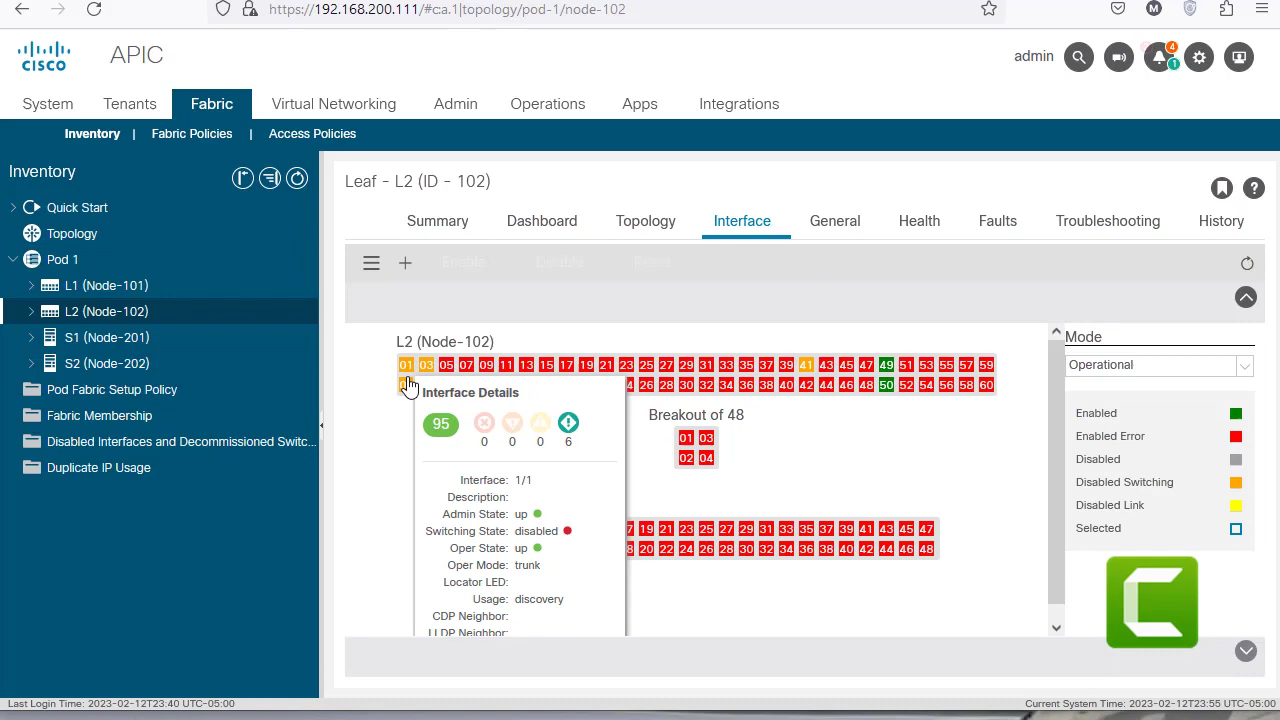 https://192.168.200.111/#c:a.1|topology/pod-1/node-102
CISCO
APIC
admin
4
1
System
Tenants
Fabric
Virtual Networking
Admin
Operations
Apps
Integrations
Inventory | Fabric Policies | Access Policies
Inventory
Quick Start
Topology
Pod 1
L1 (Node-101)
L2 (Node-102)
S1 (Node-201)
S2 (Node-202)
Pod Fabric Setup Policy
Fabric Membership
Disabled Interfaces and Decommissioned Switc...
Duplicate IP Usage
Leaf - L2 (ID - 102)
Summary
Dashboard
Topology
Interface
General
Health
Faults
Troubleshooting
History
Enable
Disable
Reset
L2 (Node-102)
01 03 05 07 09 11 13 15 17 19 21 23 25 27 29 31 33 35 37 39 41 43 45 47 49 51 53 55 57 59
24 26 28 30 32 34 36 38 40 42 44 46 48 50 52 54 56 58 60
Interface Details
95
0
0
0
6
Interface: 1/1
Description:
Admin State: up
Switching State: disabled
Oper State: up
Oper Mode: trunk
Locator LED:
Usage: discovery
CDP Neighbor:
LLDP Neighbor:
Breakout of 48
01 03
02 04
17 19 21 23 25 27 29 31 33 35 37 39 41 43 45 47
18 20 22 24 26 28 30 32 34 36 38 40 42 44 46 48
Mode
Operational
Enabled
Enabled Error
Disabled
Disabled Switching
Disabled Link
Selected
Last Login Time: 2023-02-12T23:40 UTC-05:00
Current System Time: 2023-02-12T23:55 UTC-05:00